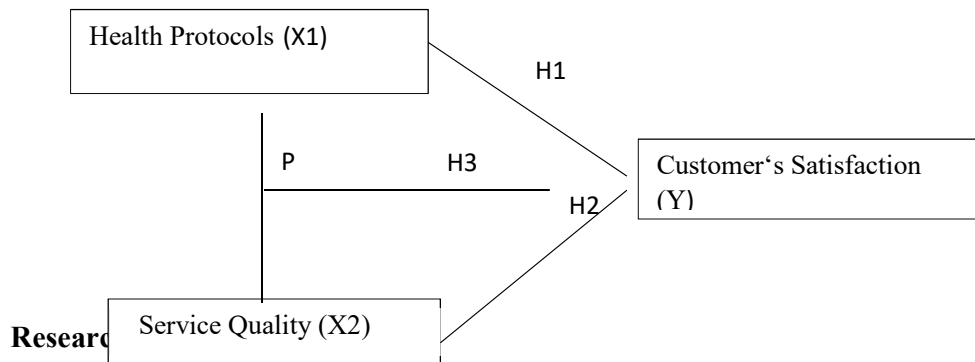 Health Protocols (X1)
H1
P
H3
Customer‘s Satisfaction
(Y)
H2
Service Quality (X2)